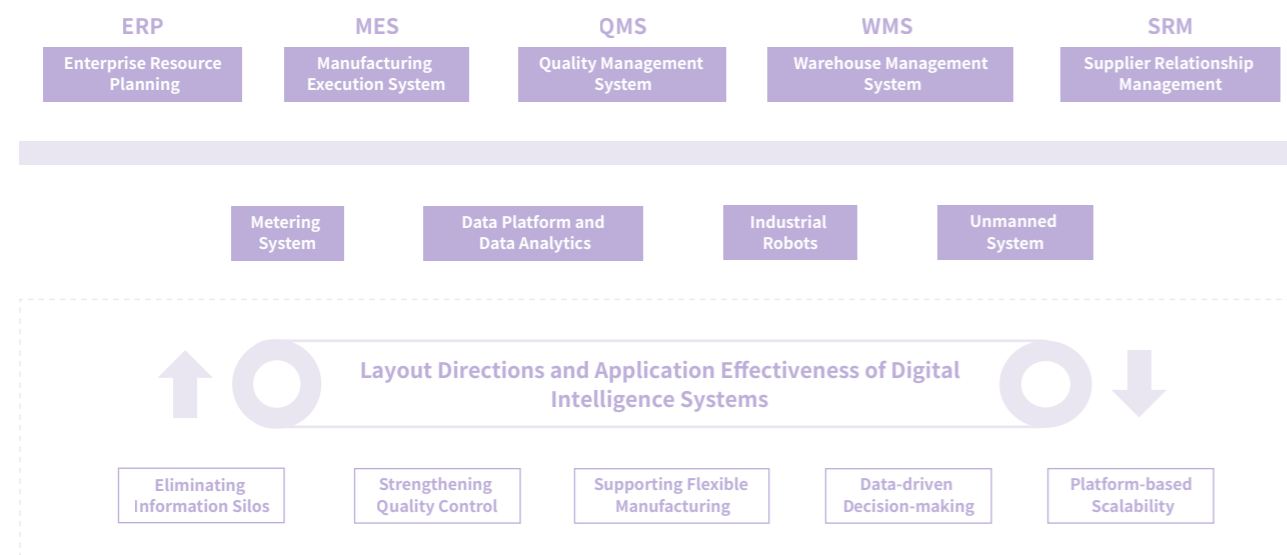 ERP
MES
QMS
WMS
SRM
Enterprise Resource
Planning
Manufacturing
Execution System
Quality Management
System
Warehouse Management
System
Supplier Relationship
Management
Metering
System
Data Platform and
Data Analytics
Industrial
Robots
Unmanned
System
Layout Directions and Application Effectiveness of Digital
Intelligence Systems
Eliminating
Information Silos
Strengthening
Quality Control
Supporting Flexible
Manufacturing
Data-driven
Decision-making
Platform-based
Scalability